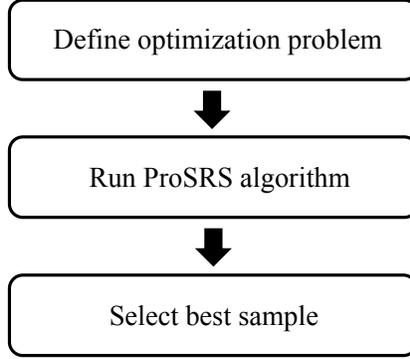 Define optimization problem
Run ProSRS algorithm
Select best sample